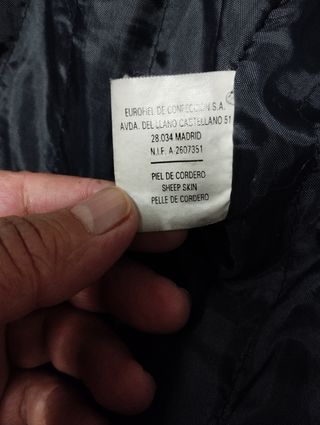 EUROFIEL DE CONFECCION S.A.
AVDA. DEL LLANO CASTELLANO 51
28.034 MADRID
N.I.F. A 2607351
PIEL DE CORDERO
SHEEP SKIN
PELLE DE CORDERO